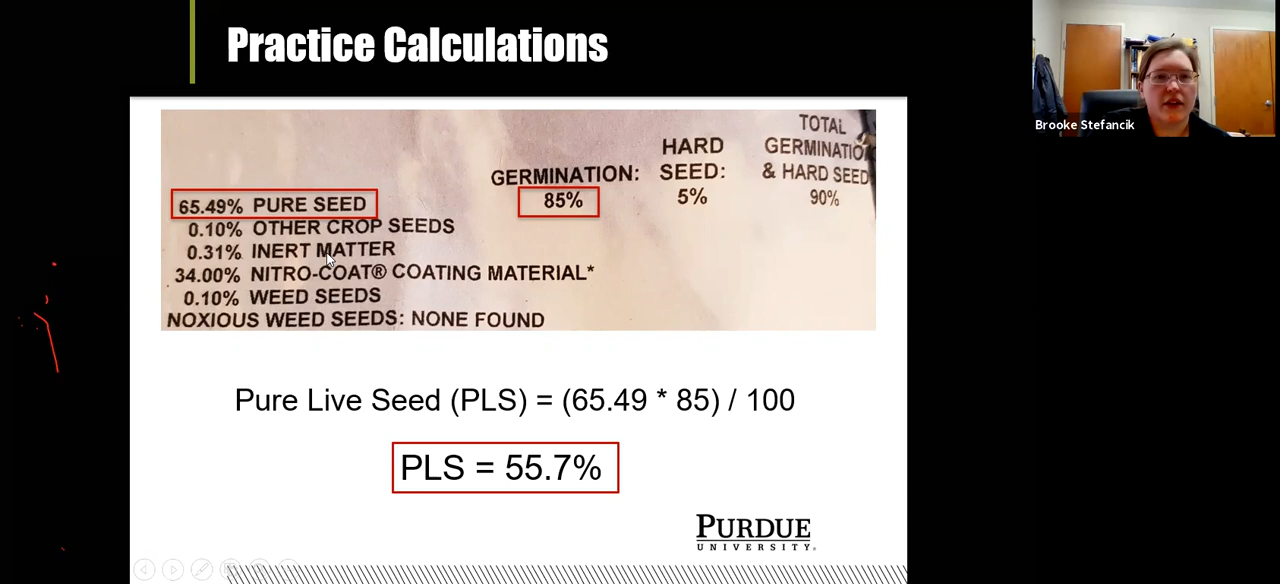 Practice Calculations
Brooke Stefancik
TOTAL
HARD GERMINATIO
GERMINATION: SEED: & HARD SEED
65.49% PURE SEED 85% 5% 90%
0.10% OTHER CROP SEEDS
0.31% INERT MATTER
34.00% NITRO-COAT® COATING MATERIAL*
0.10% WEED SEEDS
NOXIOUS WEED SEEDS: NONE FOUND
Pure Live Seed (PLS) = (65.49 * 85) / 100
PLS = 55.7%
PURDUE
UNIVERSITY®